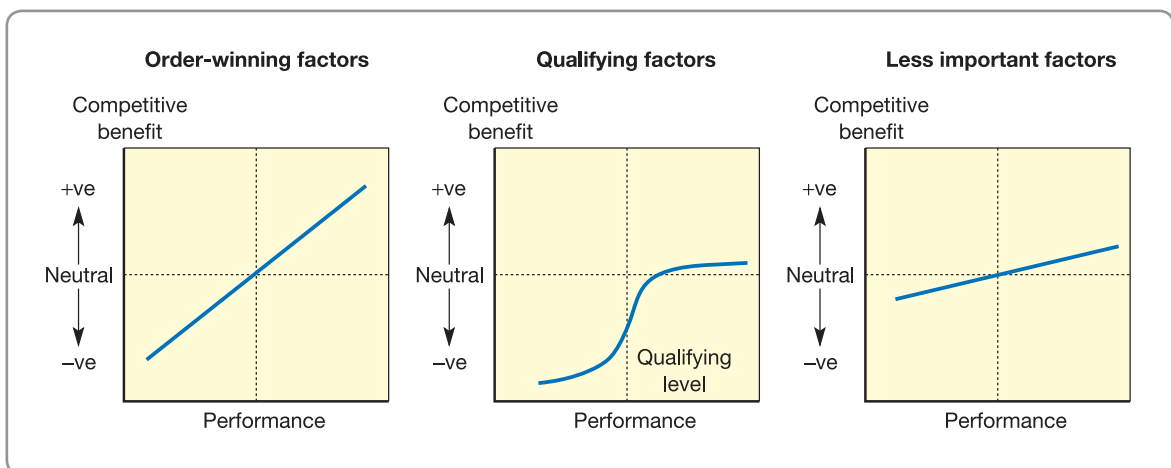 Order-winning factors
Competitive
benefit
+ve
Neutral
–ve
Performance
Qualifying factors
Competitive
benefit
+ve
Neutral
–ve
Qualifying
level
Performance
Less important factors
Competitive
benefit
+ve
Neutral
–ve
Performance